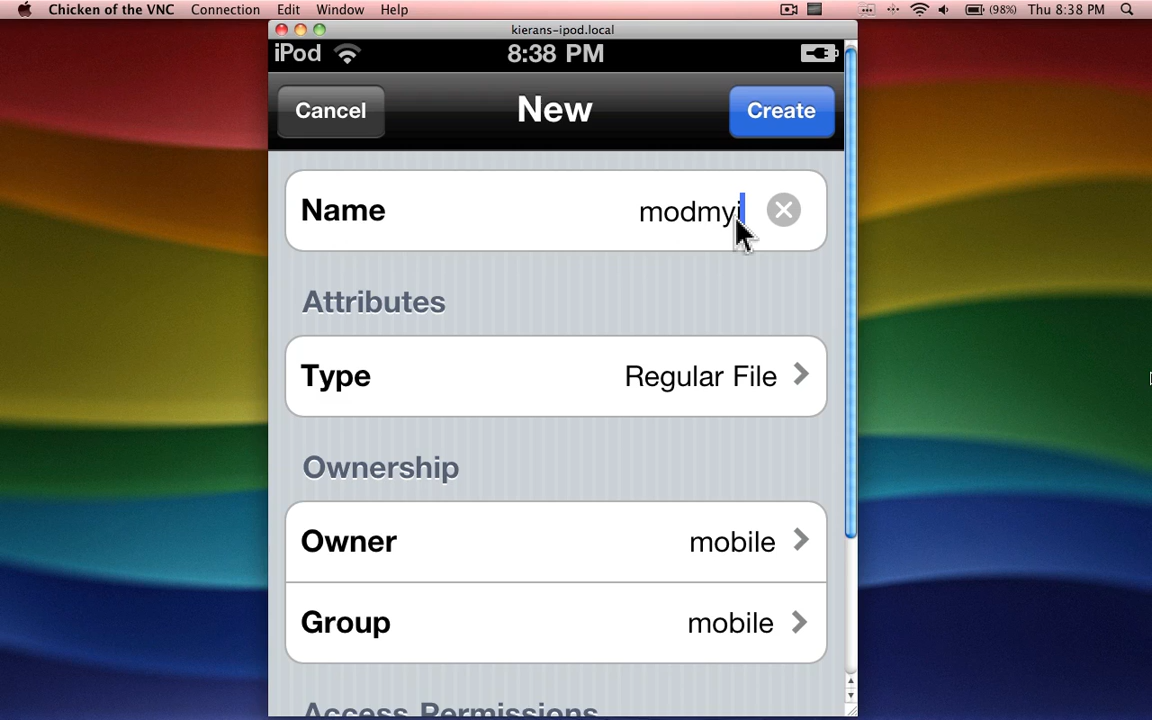 Chicken of the VNC Connection Edit Window Help (98%) Thu 8:38 PM
kierans-ipod.local
iPod 8:38 PM
Cancel New Create
Name modmyi
Attributes
Type Regular File
Ownership
Owner mobile
Group mobile
Access Permissions